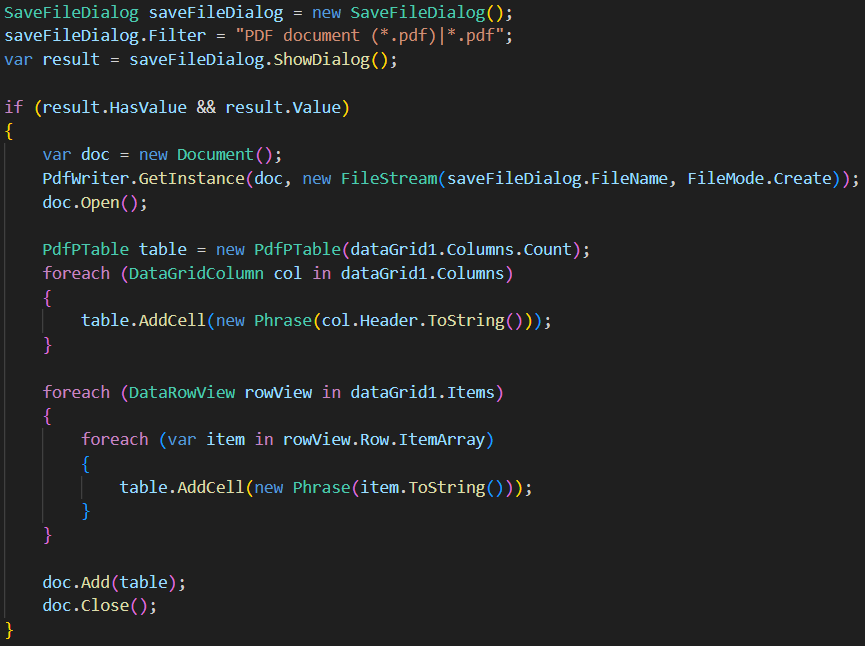 SaveFileDialog saveFileDialog = new SaveFileDialog();
saveFileDialog.Filter = "PDF document (*.pdf)|*.pdf";
var result = saveFileDialog.ShowDialog();

if (result.HasValue && result.Value)
{
    var doc = new Document();
    PdfWriter.GetInstance(doc, new FileStream(saveFileDialog.FileName, FileMode.Create));
    doc.Open();

    PdfPTable table = new PdfPTable(dataGrid1.Columns.Count);
    foreach (DataGridColumn col in dataGrid1.Columns)
    {
        table.AddCell(new Phrase(col.Header.ToString()));
    }

    foreach (DataRowView rowView in dataGrid1.Items)
    {
        foreach (var item in rowView.Row.ItemArray)
        {
            table.AddCell(new Phrase(item.ToString()));
        }
    }

    doc.Add(table);
    doc.Close();
}